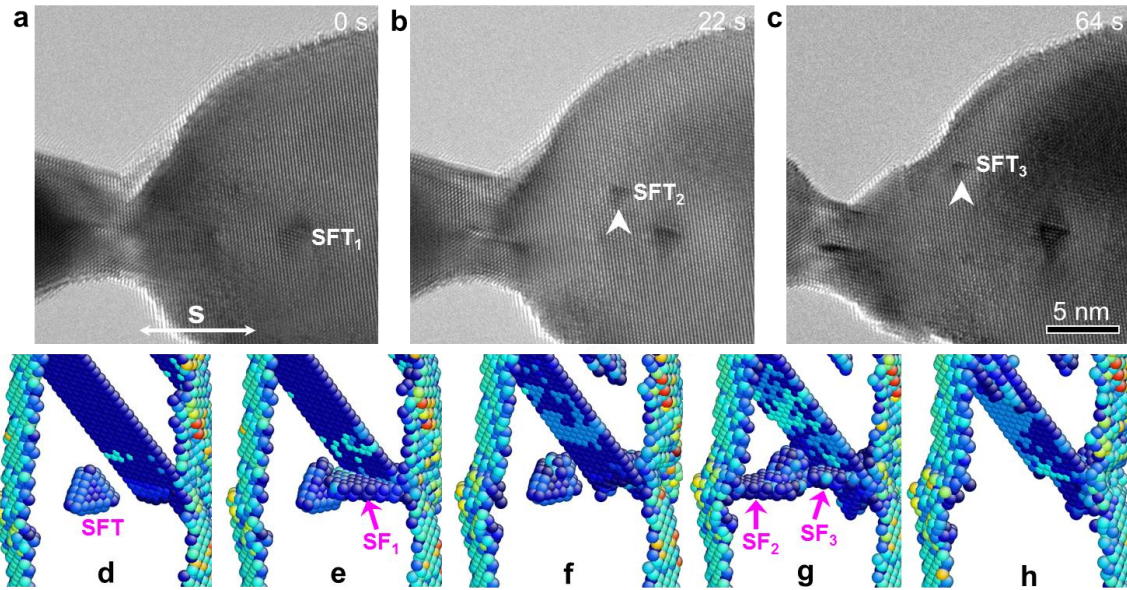 a
0 s
b
22 s
c
64 s
SFT₁
SFT₂
SFT₃
S
5 nm
SFT
SF₁
SF₂
SF₃
d
e
f
g
h